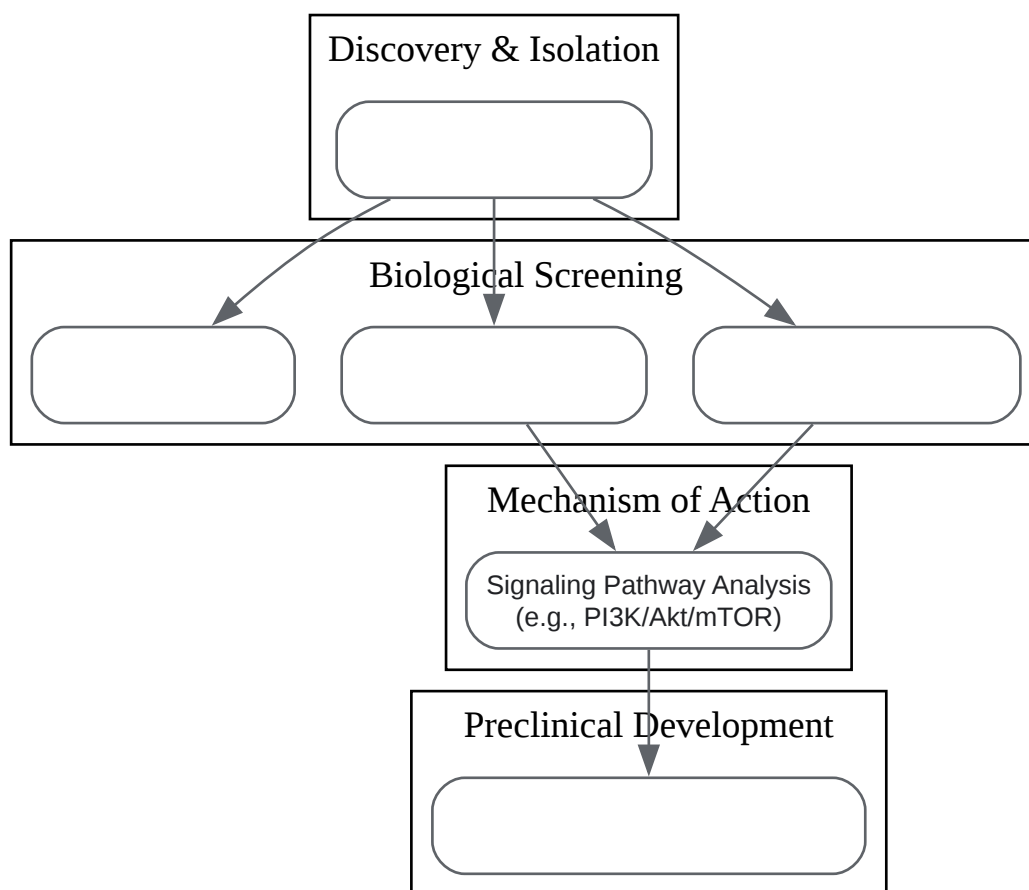 Discovery & Isolation
Biological Screening
Mechanism of Action
Signaling Pathway Analysis
(e.g., PI3K/Akt/mTOR)
Preclinical Development